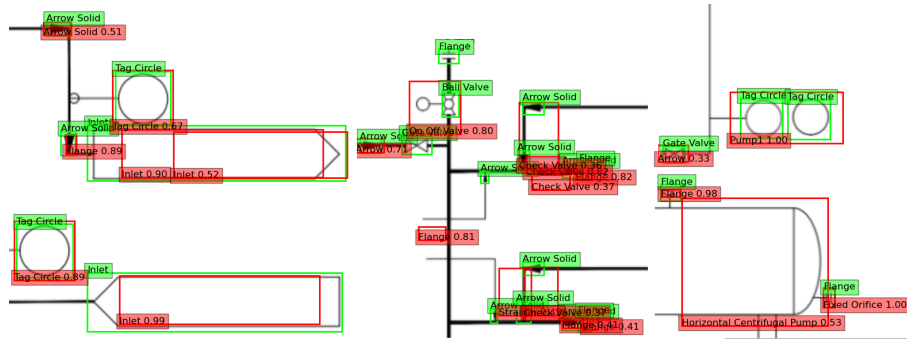 Arrow Solid
Arrow Solid 0.51
Tag Circle
Tag Circle 0.67
Arrow Solid
Inlet
Flange 0.89
Inlet 0.90
Inlet 0.52
Tag Circle
Tag Circle 0.89
Inlet
Inlet 0.99
Flange
Ball Valve
On Off Valve 0.80
Arrow 0.71
Arrow Solid
Arrow Solid
Check Valve 0.36
Flange
Flange 0.82
Check Valve 0.37
Arrow Solid
Flange 0.81
Arrow Solid
Arrow Solid
Check Valve 0.37
Tag Circle
Tag Circle
Pump1 1.00
Gate Valve
Arrow 0.33
Flange
Flange 0.98
Flange
Fixed Orifice 1.00
Horizontal Centrifugal Pump 0.53